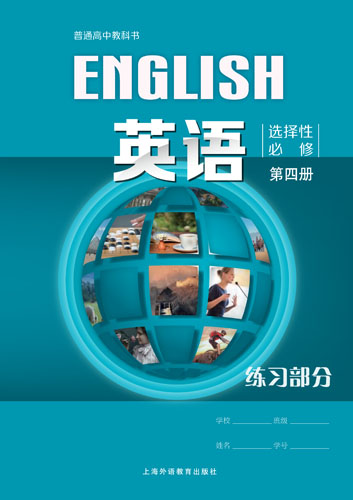 普通高中教科书
ENGLISH
英语
选择性
必修
第四册
练习部分
学校 班级
姓名 学号
上海外语教育出版社